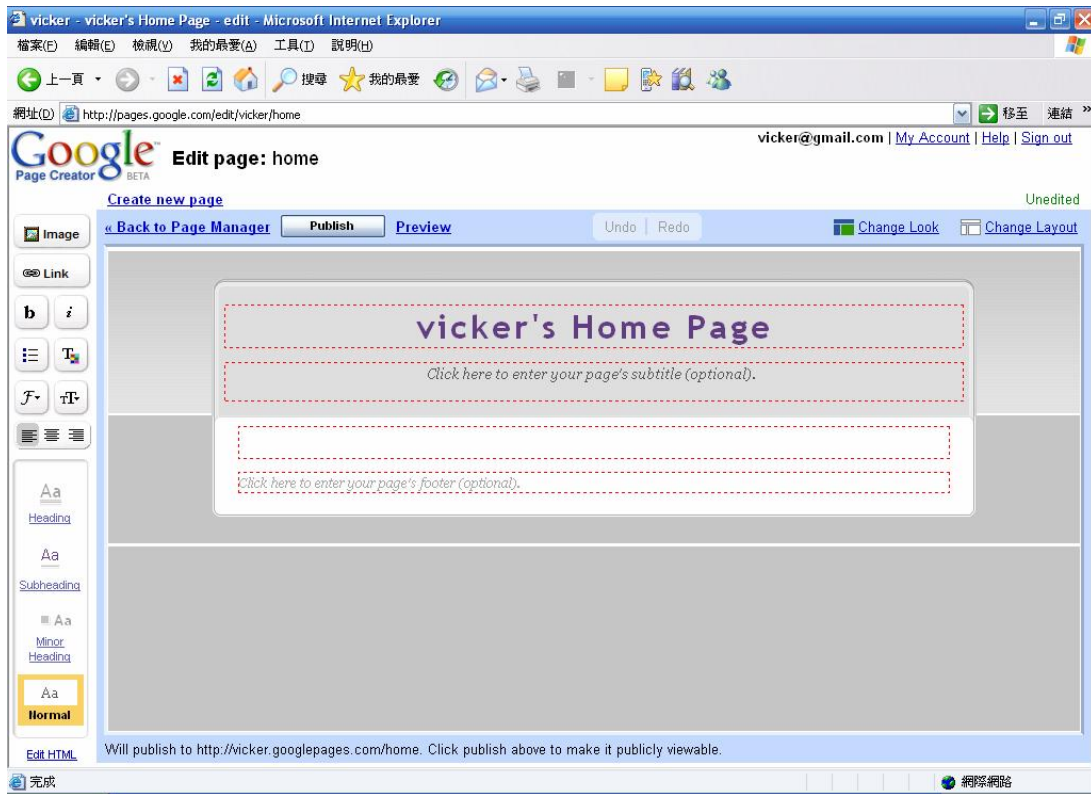 vicker - vicker's Home Page - edit - Microsoft Internet Explorer
檔案(F) 編輯(E) 檢視(V) 我的最愛(A) 工具(T) 說明(H)
上一頁 搜尋 我的最愛
網址(D) http://pages.google.com/edit/vicker/home 移至 連結 »
Google™ Page Creator BETA
Edit page: home
vicker@gmail.com | My Account | Help | Sign out
Create new page Unedited
« Back to Page Manager Publish Preview Undo | Redo Change Look Change Layout
Image
Link
b i
T
F T
vicker's Home Page
Click here to enter your page's subtitle (optional).
Click here to enter your page's footer (optional).
Aa
Heading
Aa
Subheading
Aa
Minor
Heading
Aa
Normal
Edit HTML
Will publish to http://vicker.googlepages.com/home. Click publish above to make it publicly viewable.
完成 網際網路